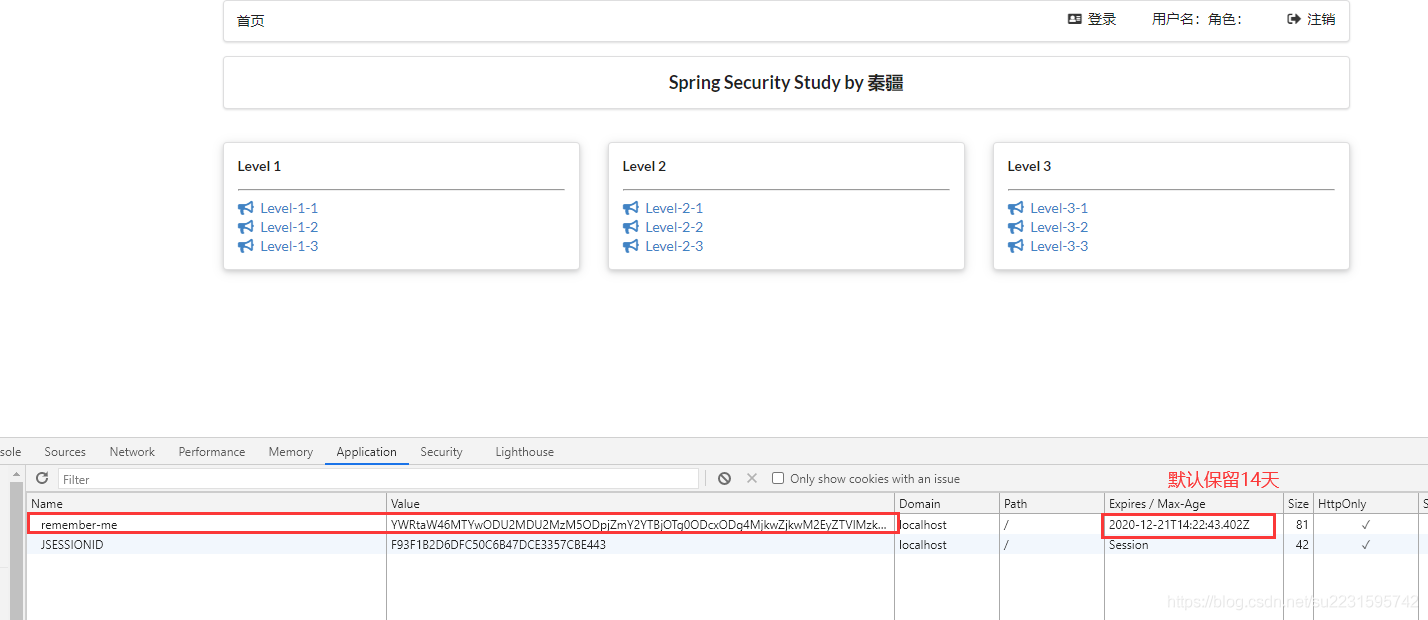 首页 登录 用户名：角色： 注销
Spring Security Study by 秦疆
Level 1
Level-1-1
Level-1-2
Level-1-3
Level 2
Level-2-1
Level-2-2
Level-2-3
Level 3
Level-3-1
Level-3-2
Level-3-3
sole Sources Network Performance Memory Application Security Lighthouse
Filter Only show cookies with an issue 默认保留14天
Name Value Domain Path Expires / Max-Age Size HttpOnly S
remember-me YWRtaW46MTYwODU2MDU2MzM5ODpjZmY2YTBjOTq0ODcxODg4MjkwZjkwM2EyZTVlMzk... localhost / 2020-12-21T14:22:43.402Z 81 ✓
JSESSIONID F93F1B2D6DFC50C6B47DCE3357CBE443 localhost / Session 42 ✓
https://blog.csdn.net/su2231595742